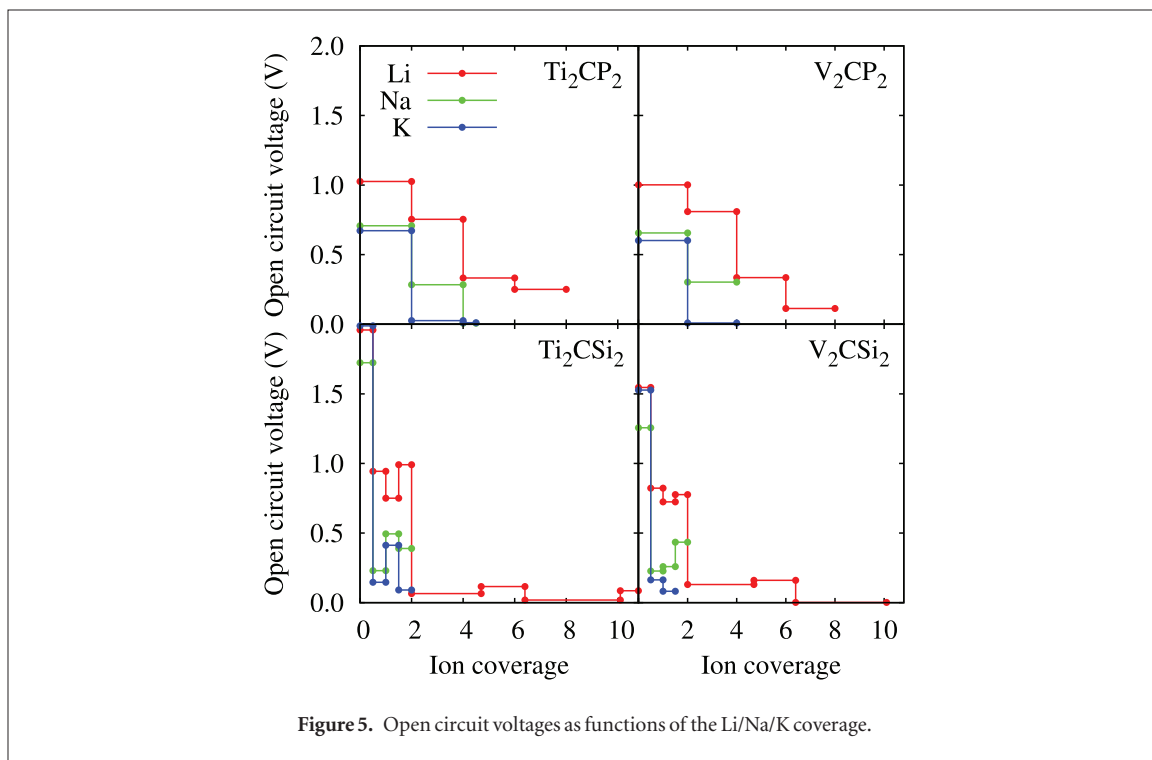 2.0
1.5
1.0
0.5
0.0
Open circuit voltage (V)
Li
Na
K
Ti₂CP₂
V₂CP₂
1.5
1.0
0.5
0.0
Open circuit voltage (V)
Ti₂CSi₂
V₂CSi₂
0 2 4 6 8 10
2 4 6 8 10
Ion coverage
Ion coverage
Figure 5. Open circuit voltages as functions of the Li/Na/K coverage.